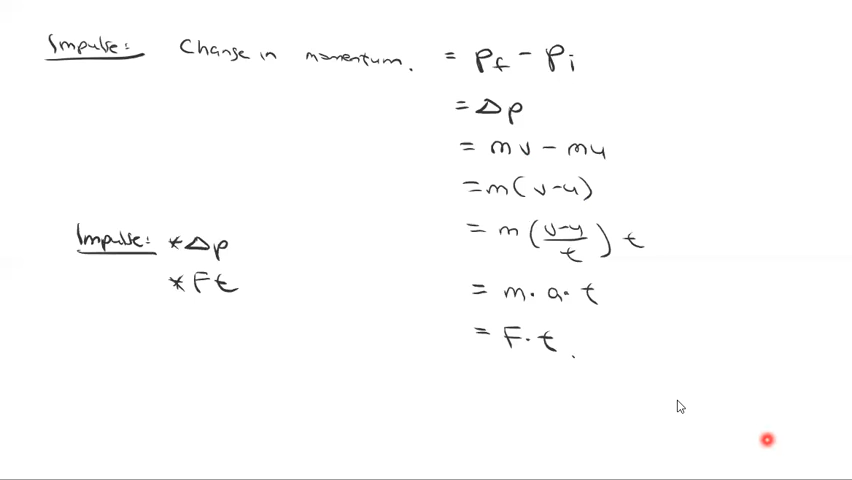 Impulse: Change in momentum. = Pf - Pi
= Δp
= mv - mu
= m(v-u)
= m (v-u/t) t
Impulse: *Δp
*Ft
= m·a·t
= F·t.